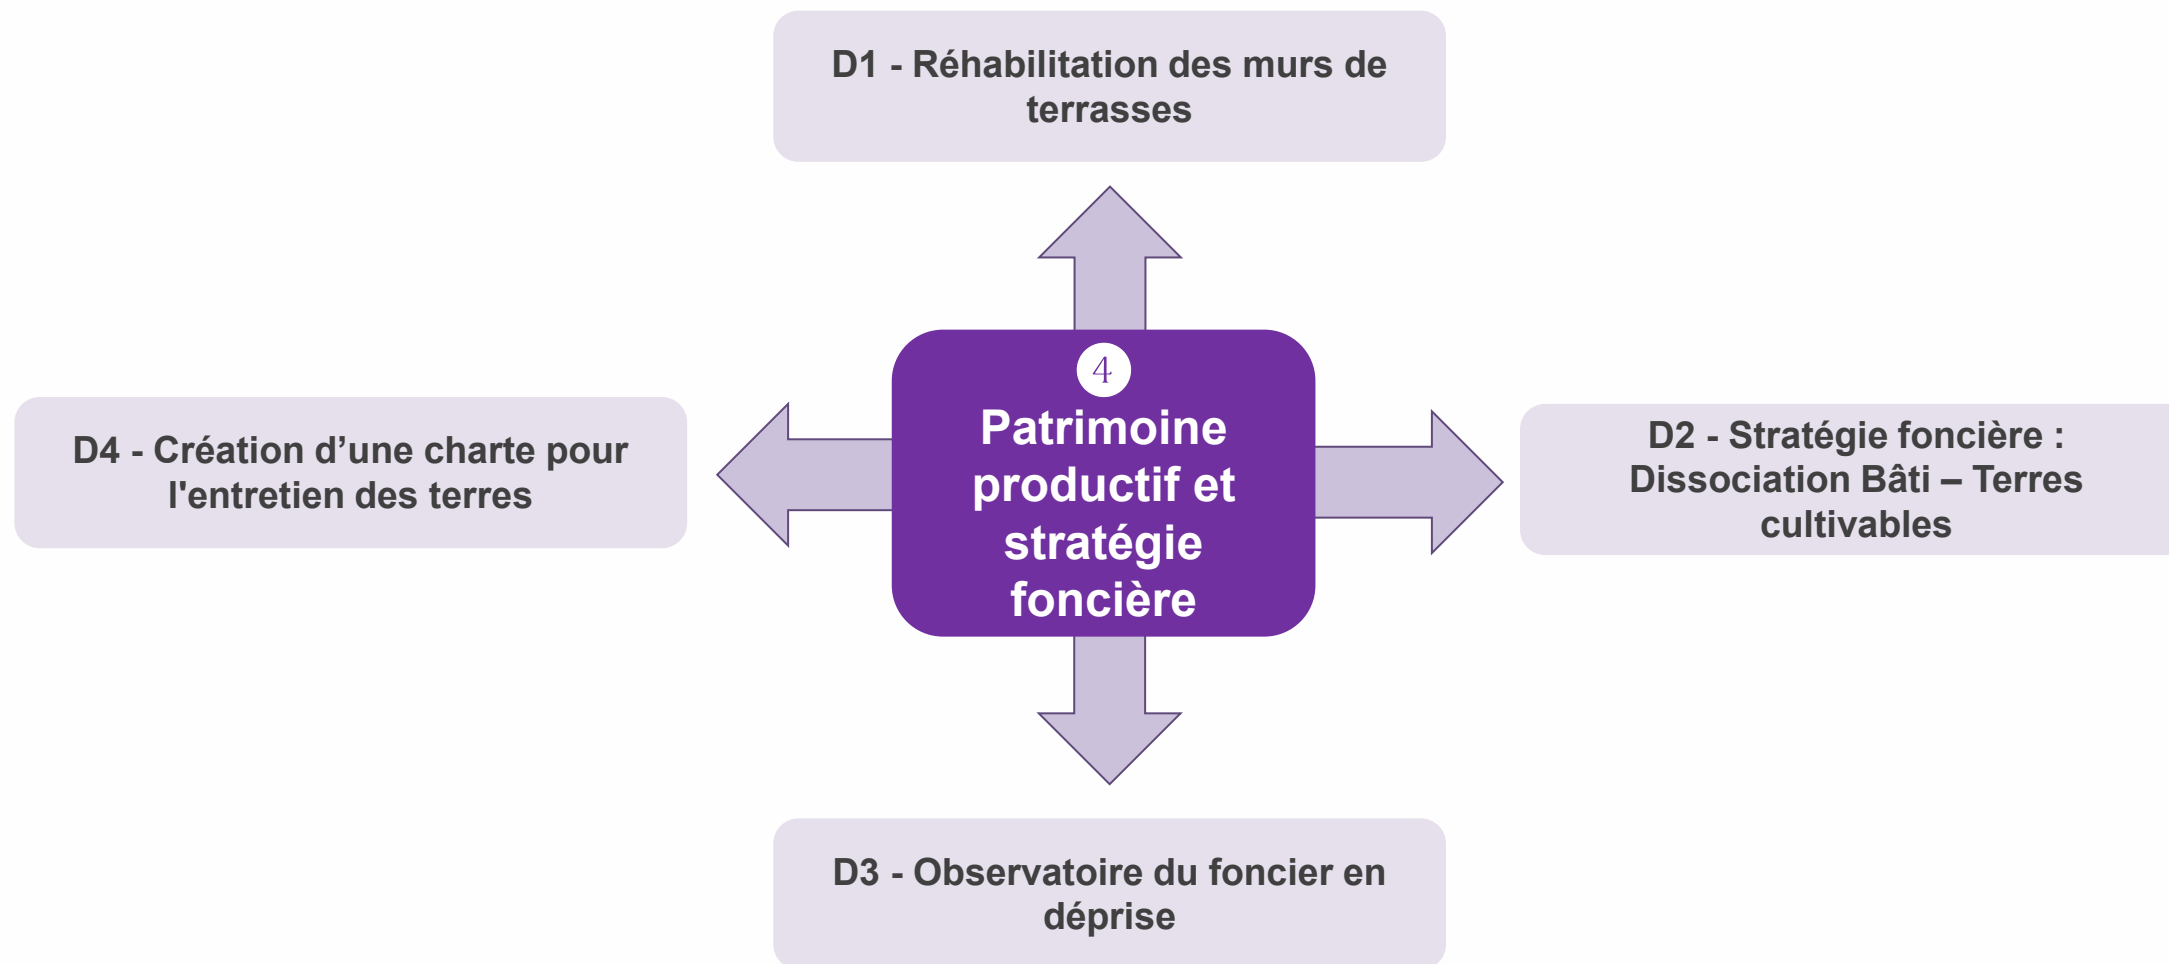 D1 - Réhabilitation des murs de
terrasses
4
Patrimoine
productif et
stratégie
foncière
D4 - Création d’une charte pour
l'entretien des terres
D2 - Stratégie foncière :
Dissociation Bâti – Terres
cultivables
D3 - Observatoire du foncier en
déprise